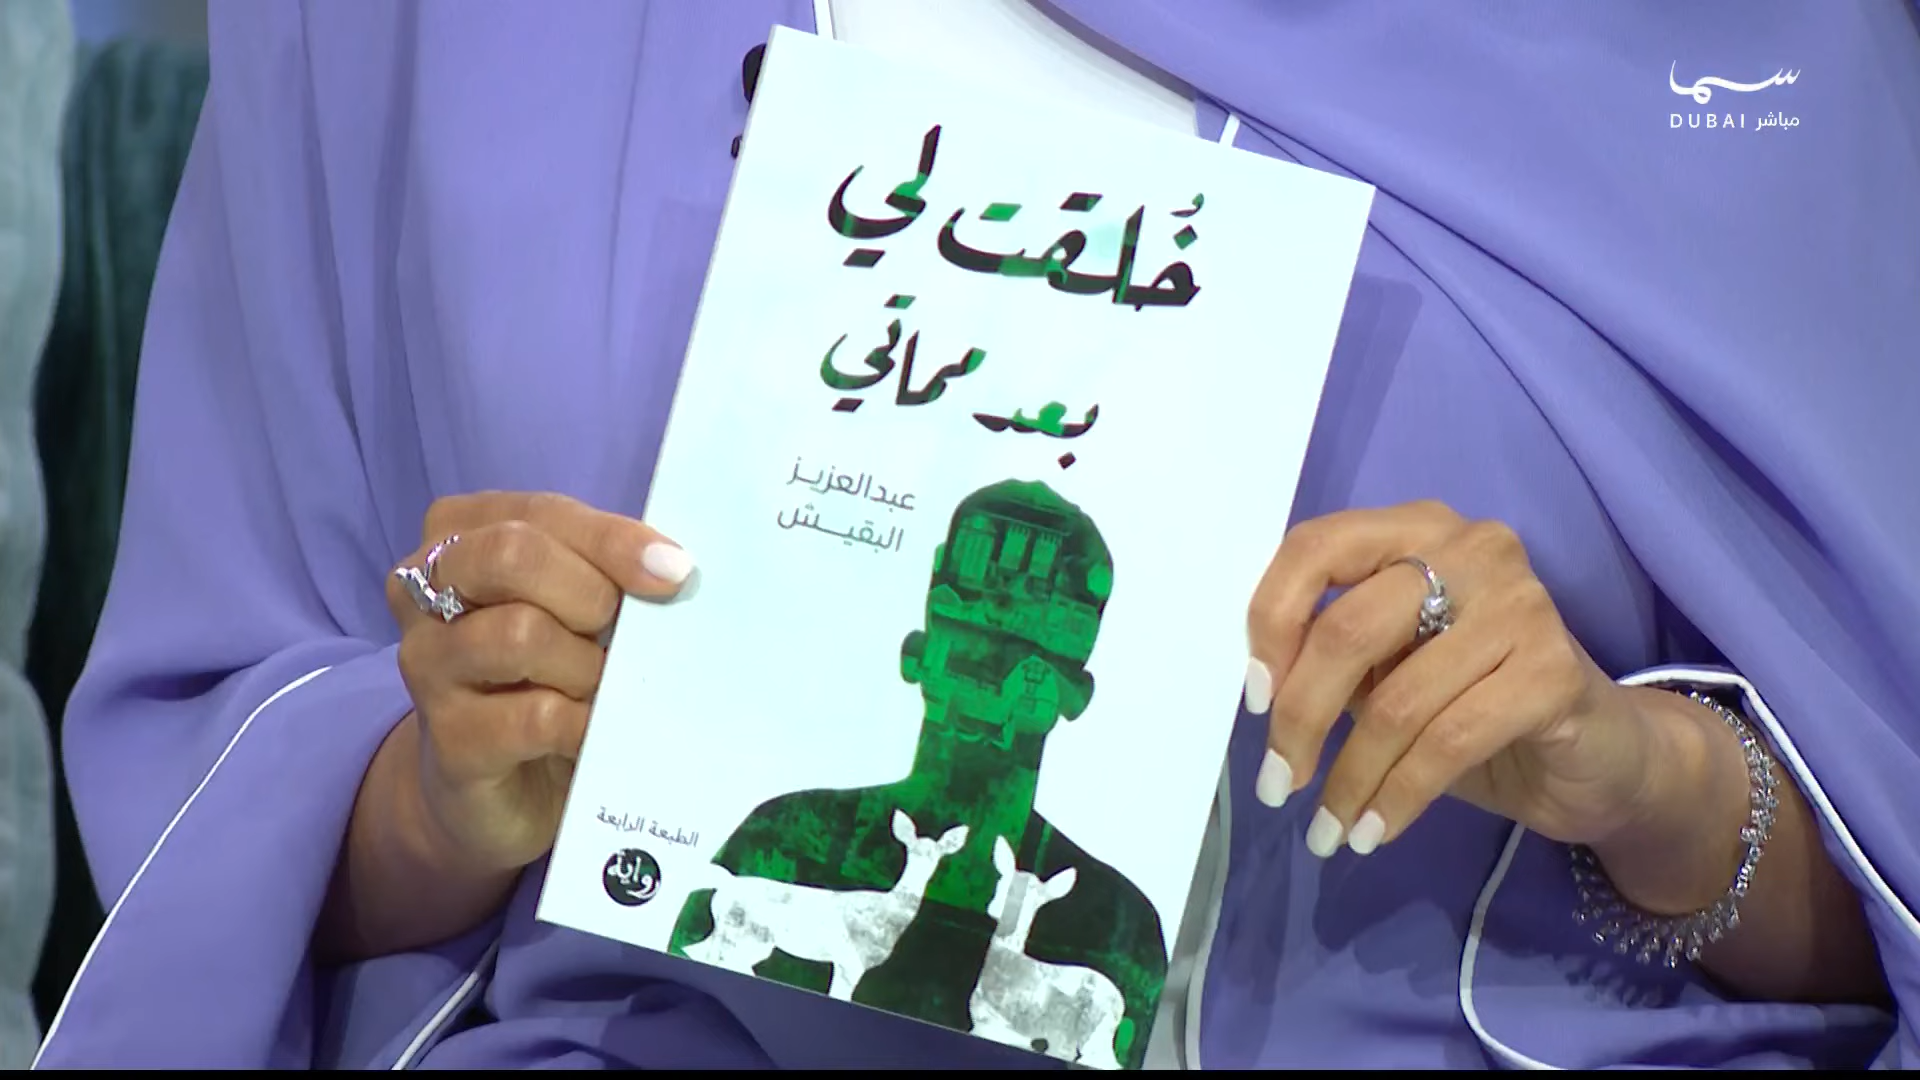 سما
DUBAI مباشر
خُلقت لي
بعد مماتي
عبدالعزيز
البقيش
الطبعة الرابعة
رواية